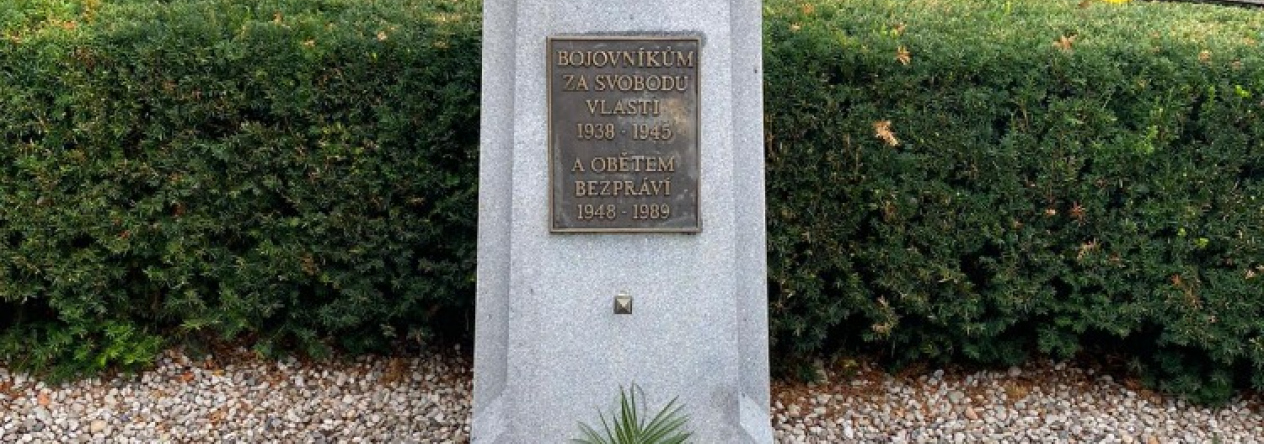 BOJOVNÍKŮM
ZA SVOBODU
VLASTI
1938 · 1945
A OBĚTEM
BEZPRÁVÍ
1948 · 1989